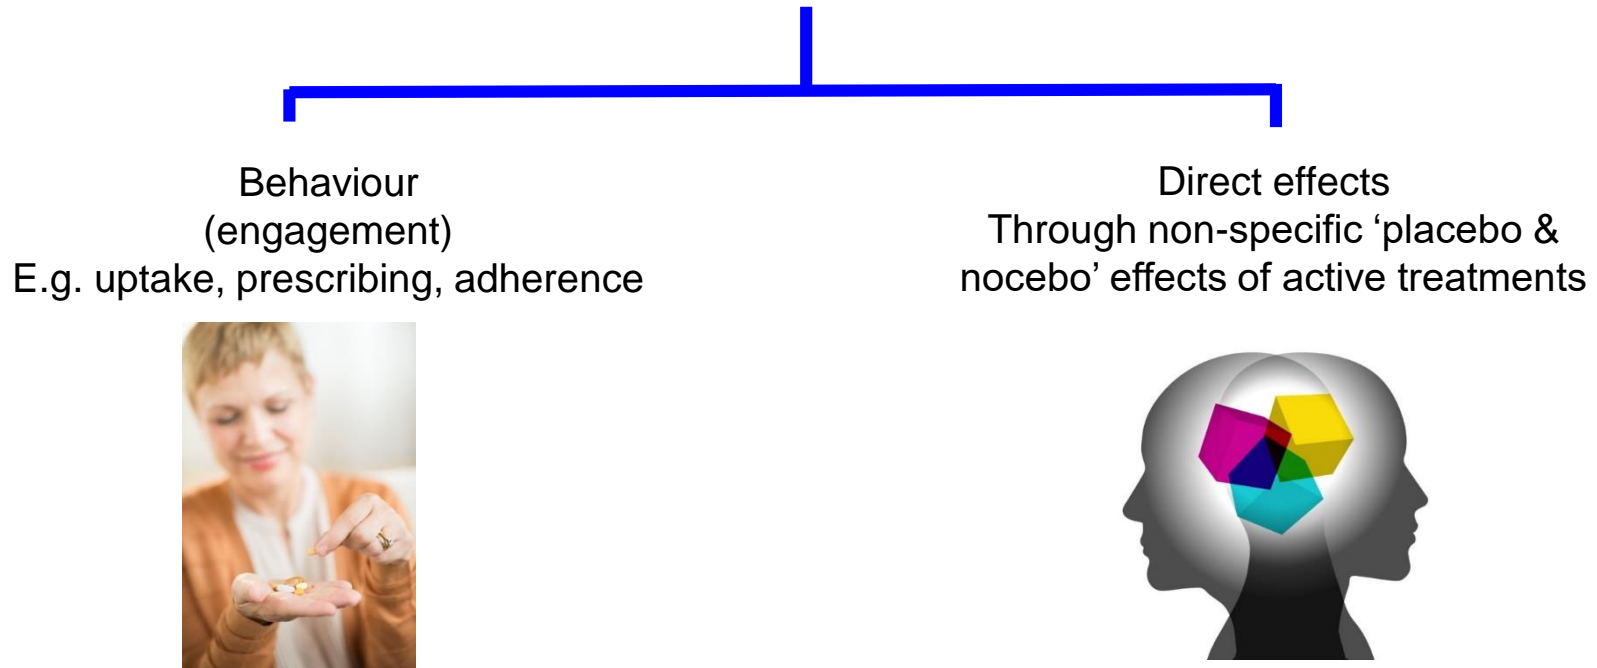 Behaviour
(engagement)
E.g. uptake, prescribing, adherence
Direct effects
Through non-specific ‘placebo &
nocebo’ effects of active treatments